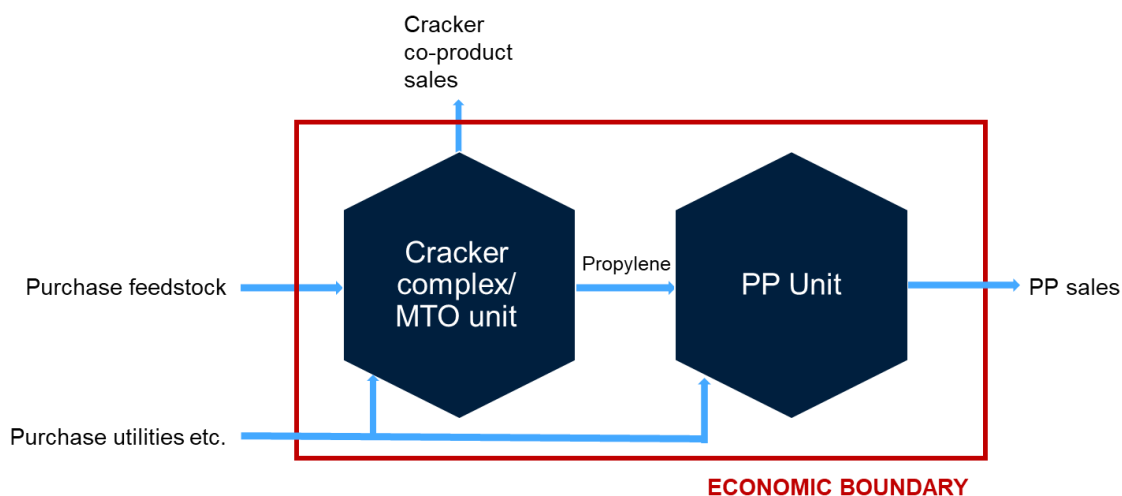 Cracker
co-product
sales
Cracker
complex/
MTO unit
Propylene
PP Unit
Purchase feedstock
PP sales
Purchase utilities etc.
ECONOMIC BOUNDARY